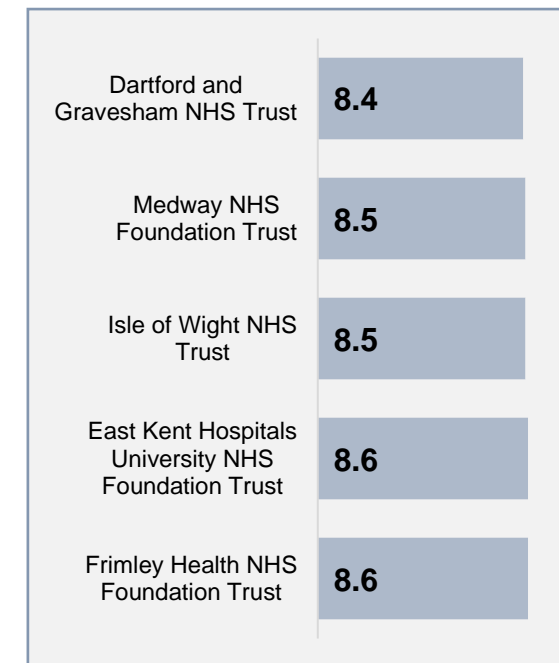 Dartford and
Gravesham NHS Trust
8.4
Medway NHS
Foundation Trust
8.5
Isle of Wight NHS
Trust
8.5
East Kent Hospitals
University NHS
Foundation Trust
8.6
Frimley Health NHS
Foundation Trust
8.6